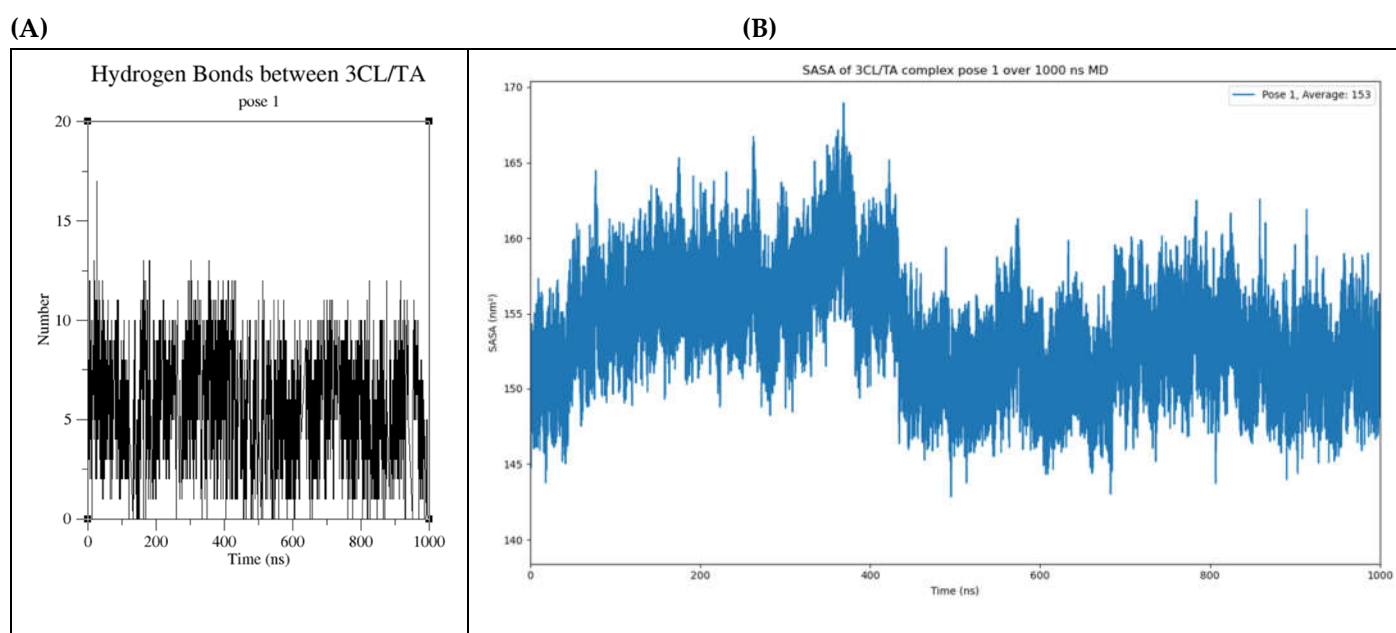 (A)
(B)
Hydrogen Bonds between 3CL/TA
pose 1
20
15
10
5
0
Number
0 200 400 600 800 1000
Time (ns)
SASA of 3CL/TA complex pose 1 over 1000 ns MD
Pose 1, Average: 153
170
165
160
155
150
145
140
SASA (nm²)
0 200 400 600 800 1000
Time (ns)